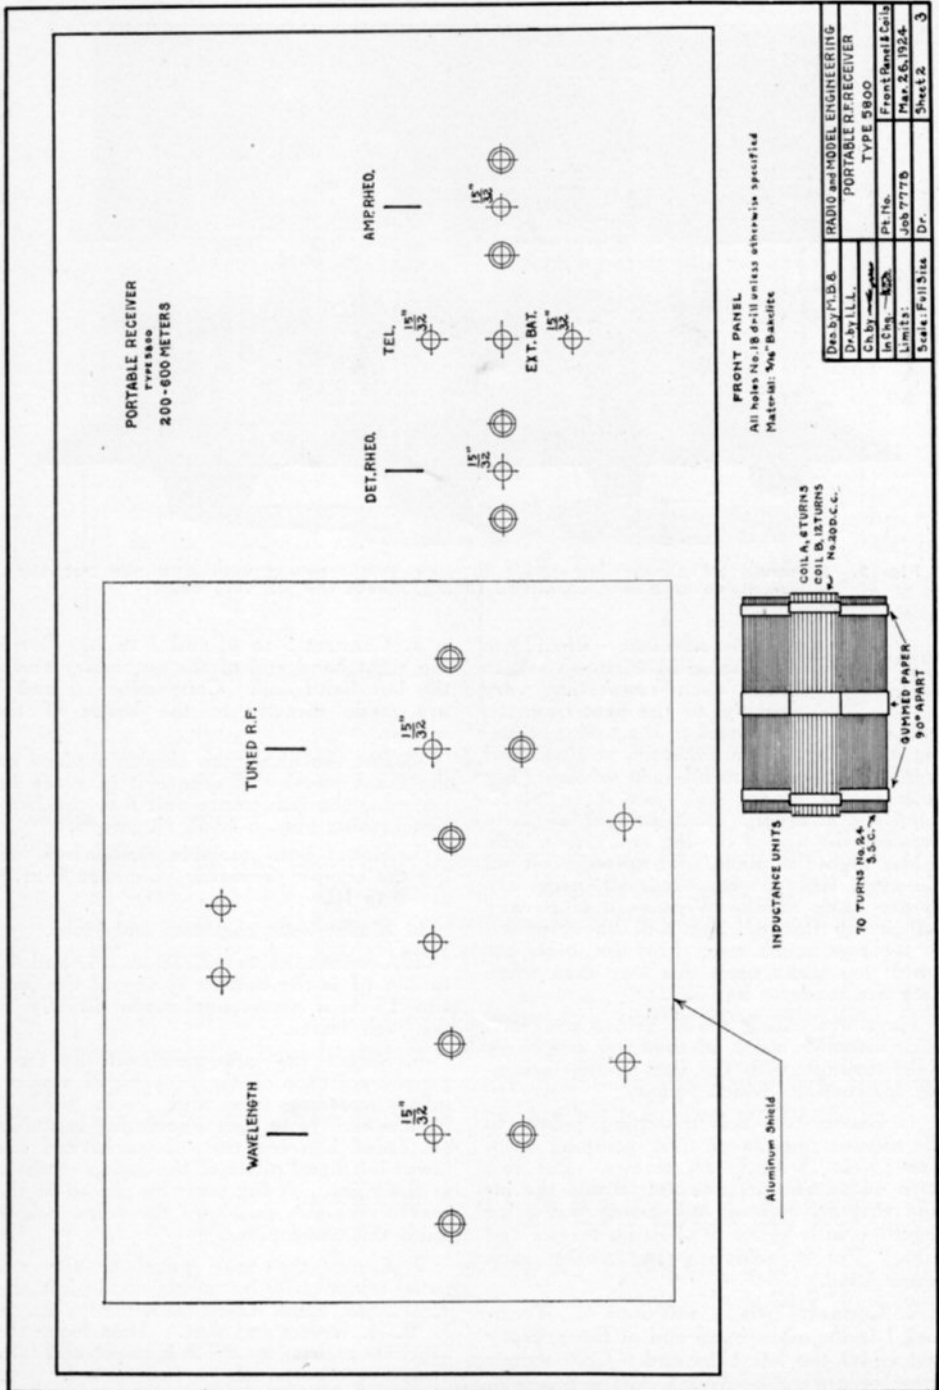 PORTABLE RECEIVER
TYPE 5800
200-600 METERS
WAVELENGTH
TUNED R.F.
DET.RHEO.
TEL.
AMP.RHEO.
15"
32
15"
32
15"
32
15"
32
15"
32
EXT. BAT.
15"
32
Aluminum Shield
INDUCTANCE UNITS
70 TURNS No.24
S.S.C.
GUMMED PAPER
90° APART
COIL A, 8 TURNS
COIL B, 12 TURNS
No.20 D.C.C.
FRONT PANEL
All holes No.18 drill unless otherwise specified
Material: 3/16" Bakelite
Des.by M.B.S.
Dr.by L.L.
Ch.by
In Chg.
Limits:
Scale: Full Size
RADIO and MODEL ENGINEERING
PORTABLE R.F. RECEIVER
TYPE 5800
Pt. No. Front Panel & Coils
Job 7778 Mar. 26, 1924
Dr. Sheet 2 3